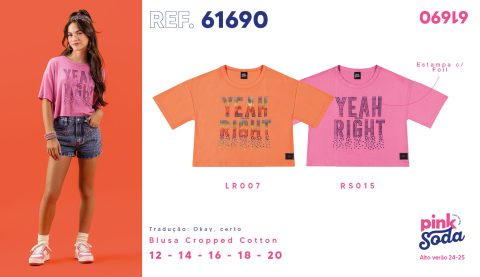 REF. 61690
61690
Estampa c/
Foil
YEAH
RIGHT
YEAH
RIGHT
YEAH
RIGHT
LR007
RS015
Tradução: Okay, certo
Blusa Cropped Cotton
12 - 14 - 16 - 18 - 20
pink
Soda
Alto verão 24-25